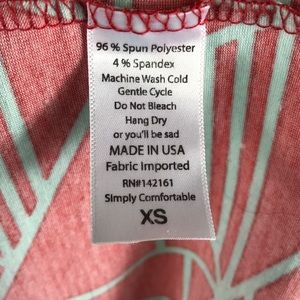 96 % Spun Polyester
4 % Spandex
Machine Wash Cold
Gentle Cycle
Do Not Bleach
Hang Dry
or you'll be sad
MADE IN USA
Fabric Imported
RN#142161
Simply Comfortable
XS